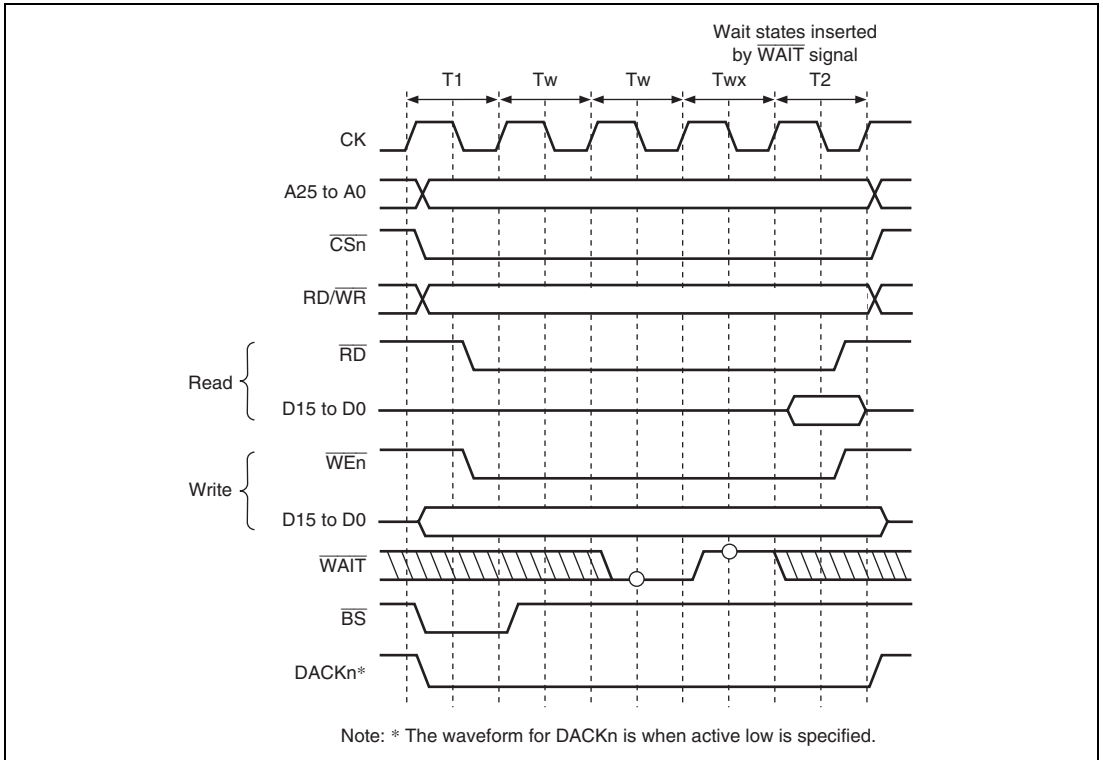 Wait states inserted
by WAIT signal
T1 Tw Tw Twx T2
CK
A25 to A0
CSn
RD/WR
RD
Read
D15 to D0
WEn
Write
D15 to D0
WAIT
BS
DACKn*
Note: * The waveform for DACKn is when active low is specified.